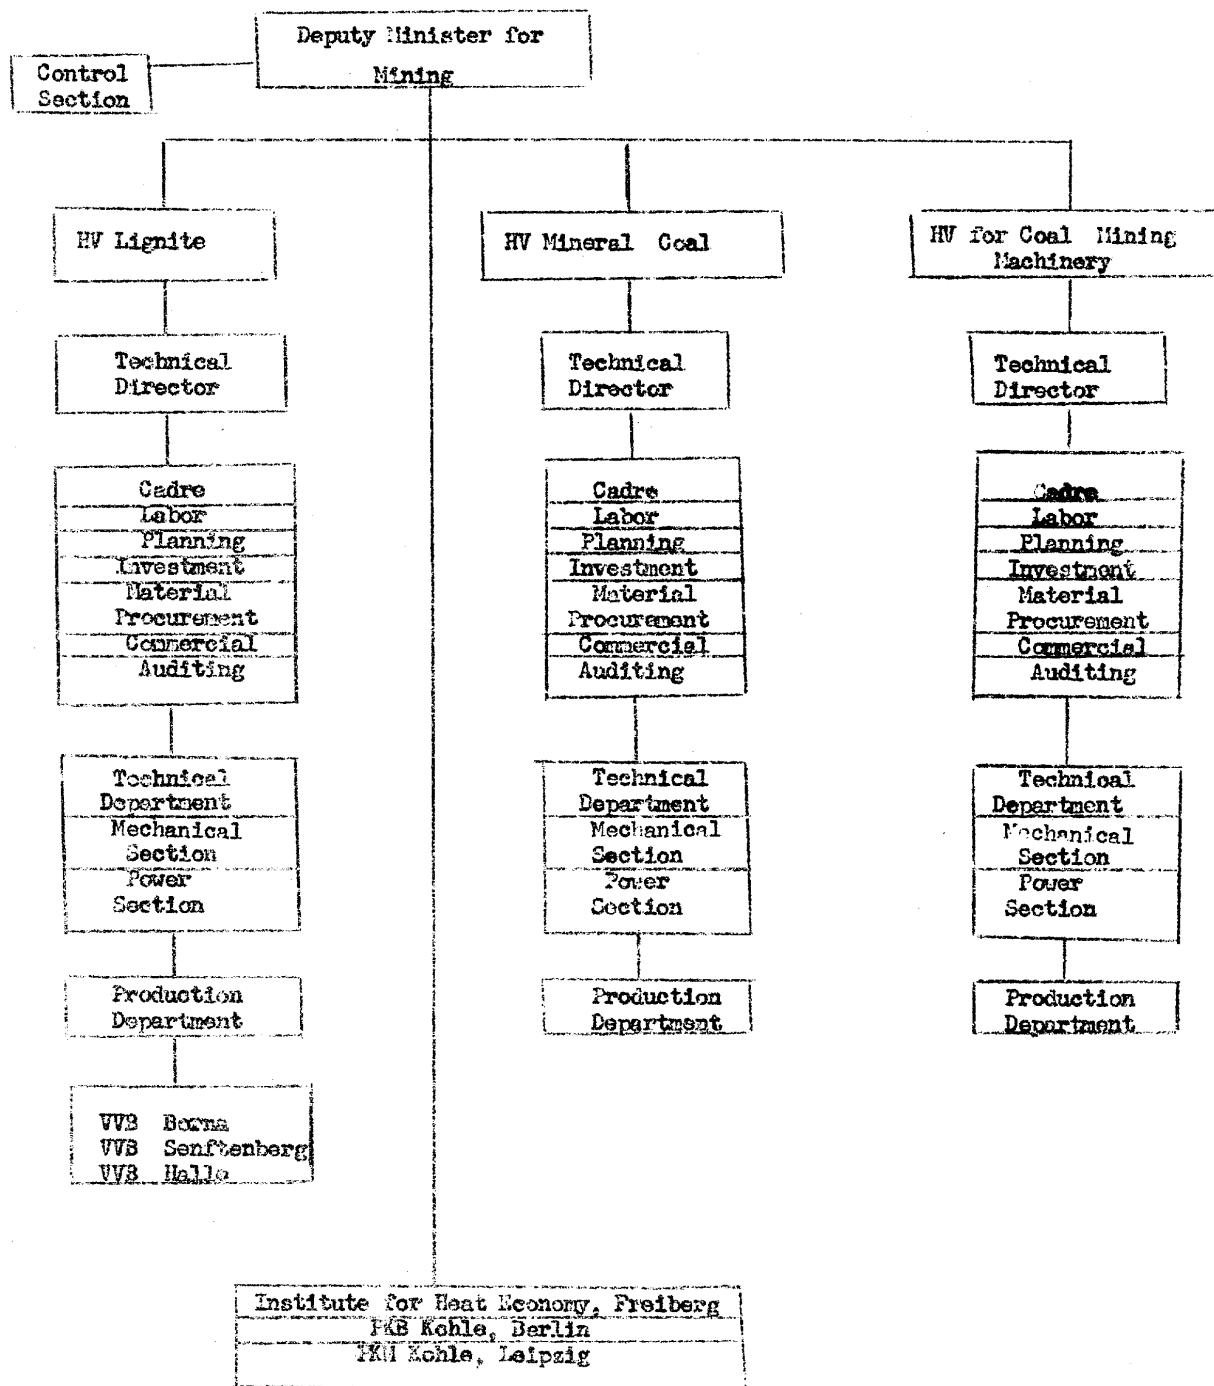 Deputy Minister for
Mining
Control
Section
HV Lignite
HV Mineral Coal
HV for Coal Mining
Machinery
Technical
Director
Technical
Director
Technical
Director
Cadre
Labor
Planning
Investment
Material
Procurement
Commercial
Auditing
Cadre
Labor
Planning
Investment
Material
Procurement
Commercial
Auditing
Cadre
Labor
Planning
Investment
Material
Procurement
Commercial
Auditing
Technical
Department
Mechanical
Section
Power
Section
Technical
Department
Mechanical
Section
Power
Section
Technical
Department
Mechanical
Section
Power
Section
Production
Department
Production
Department
Production
Department
VVB Borna
VVB Senftenberg
VVB Halle
Institute for Heat Economy, Freiberg
PKB Kohle, Berlin
PKM Kohle, Leipzig